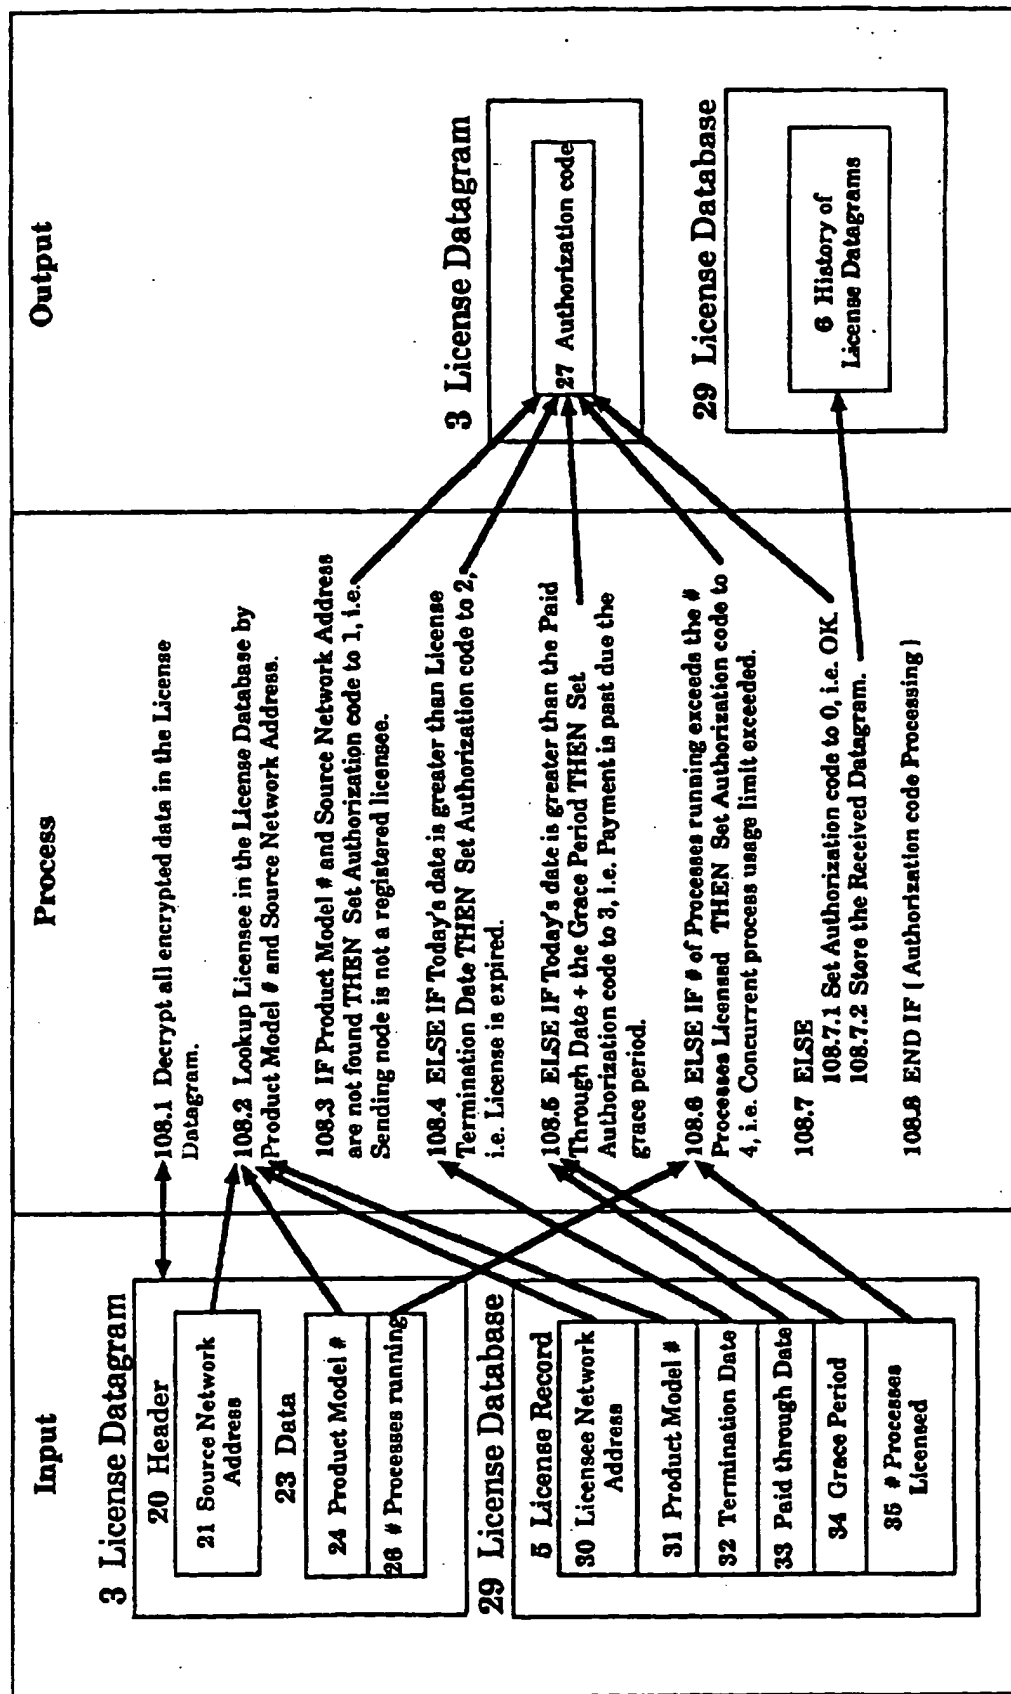 Input
3 License Datagram
20 Header
21 Source Network
Address
23 Data
24 Product Model #
26 # Processes running
29 License Database
5 License Record
30 Licensee Network
Address
31 Product Model #
32 Termination Date
33 Paid through Date
34 Grace Period
35 # Processes
Licensed
Process
108.1 Decrypt all encrypted data in the License
Datagram.
108.2 Lookup Licensee in the License Database by
Product Model # and Source Network Address.
108.3 IF Product Model # and Source Network Address
are not found THEN Set Authorization code to 1, i.e.
Sending node is not a registered licensee.
108.4 ELSE IF Today's date is greater than License
Termination Date THEN Set Authorization code to 2,
i.e. License is expired.
108.5 ELSE IF Today's date is greater than the Paid
Through Date + the Grace Period THEN Set
Authorization code to 3, i.e. Payment is past due the
grace period.
108.6 ELSE IF # of Processes running exceeds the #
Processes Licensed THEN Set Authorization code to
4, i.e. Concurrent process usage limit exceeded.
108.7 ELSE
108.7.1 Set Authorization code to 0, i.e. OK.
108.7.2 Store the Received Datagram.
108.8 END IF { Authorization code Processing }
Output
3 License Datagram
27 Authorization code
29 License Database
6 History of
License Datagrams